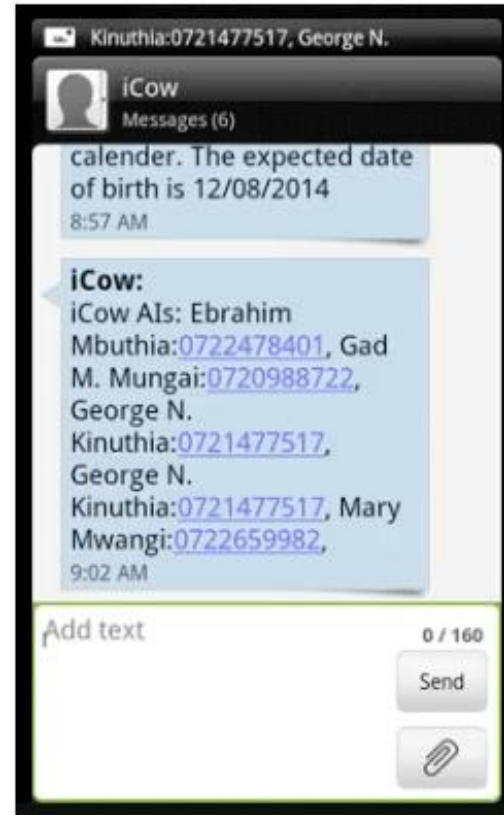 Kinuthia:0721477517, George N.
iCow
Messages (6)
calender. The expected date
of birth is 12/08/2014
8:57 AM
iCow:
iCow AIs: Ebrahim
Mbuthia:0722478401, Gad
M. Mungai:0720988722,
George N.
Kinuthia:0721477517,
George N.
Kinuthia:0721477517, Mary
Mwangi:0722659982,
9:02 AM
Add text
0 / 160
Send